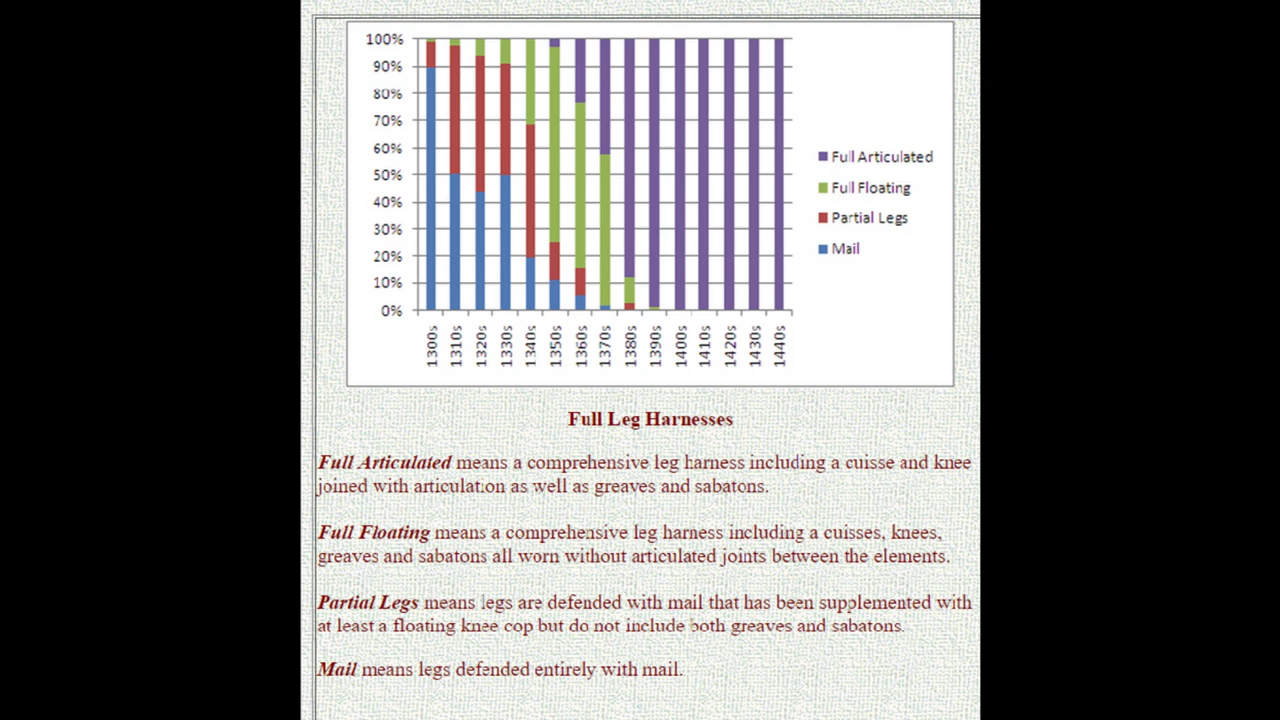 100%
90%
80%
70%
60%
50%
40%
30%
20%
10%
0%
1300s
1310s
1320s
1330s
1340s
1350s
1360s
1370s
1380s
1390s
1400s
1410s
1420s
1430s
1440s
Full Articulated
Full Floating
Partial Legs
Mail
Full Leg Harnesses
Full Articulated means a comprehensive leg harness including a cuisse and knee
joined with articulation as well as greaves and sabatons.
Full Floating means a comprehensive leg harness including a cuisses, knees,
greaves and sabatons all worn without articulated joints between the elements.
Partial Legs means legs are defended with mail that has been supplemented with
at least a floating knee cop but do not include both greaves and sabatons.
Mail means legs defended entirely with mail.